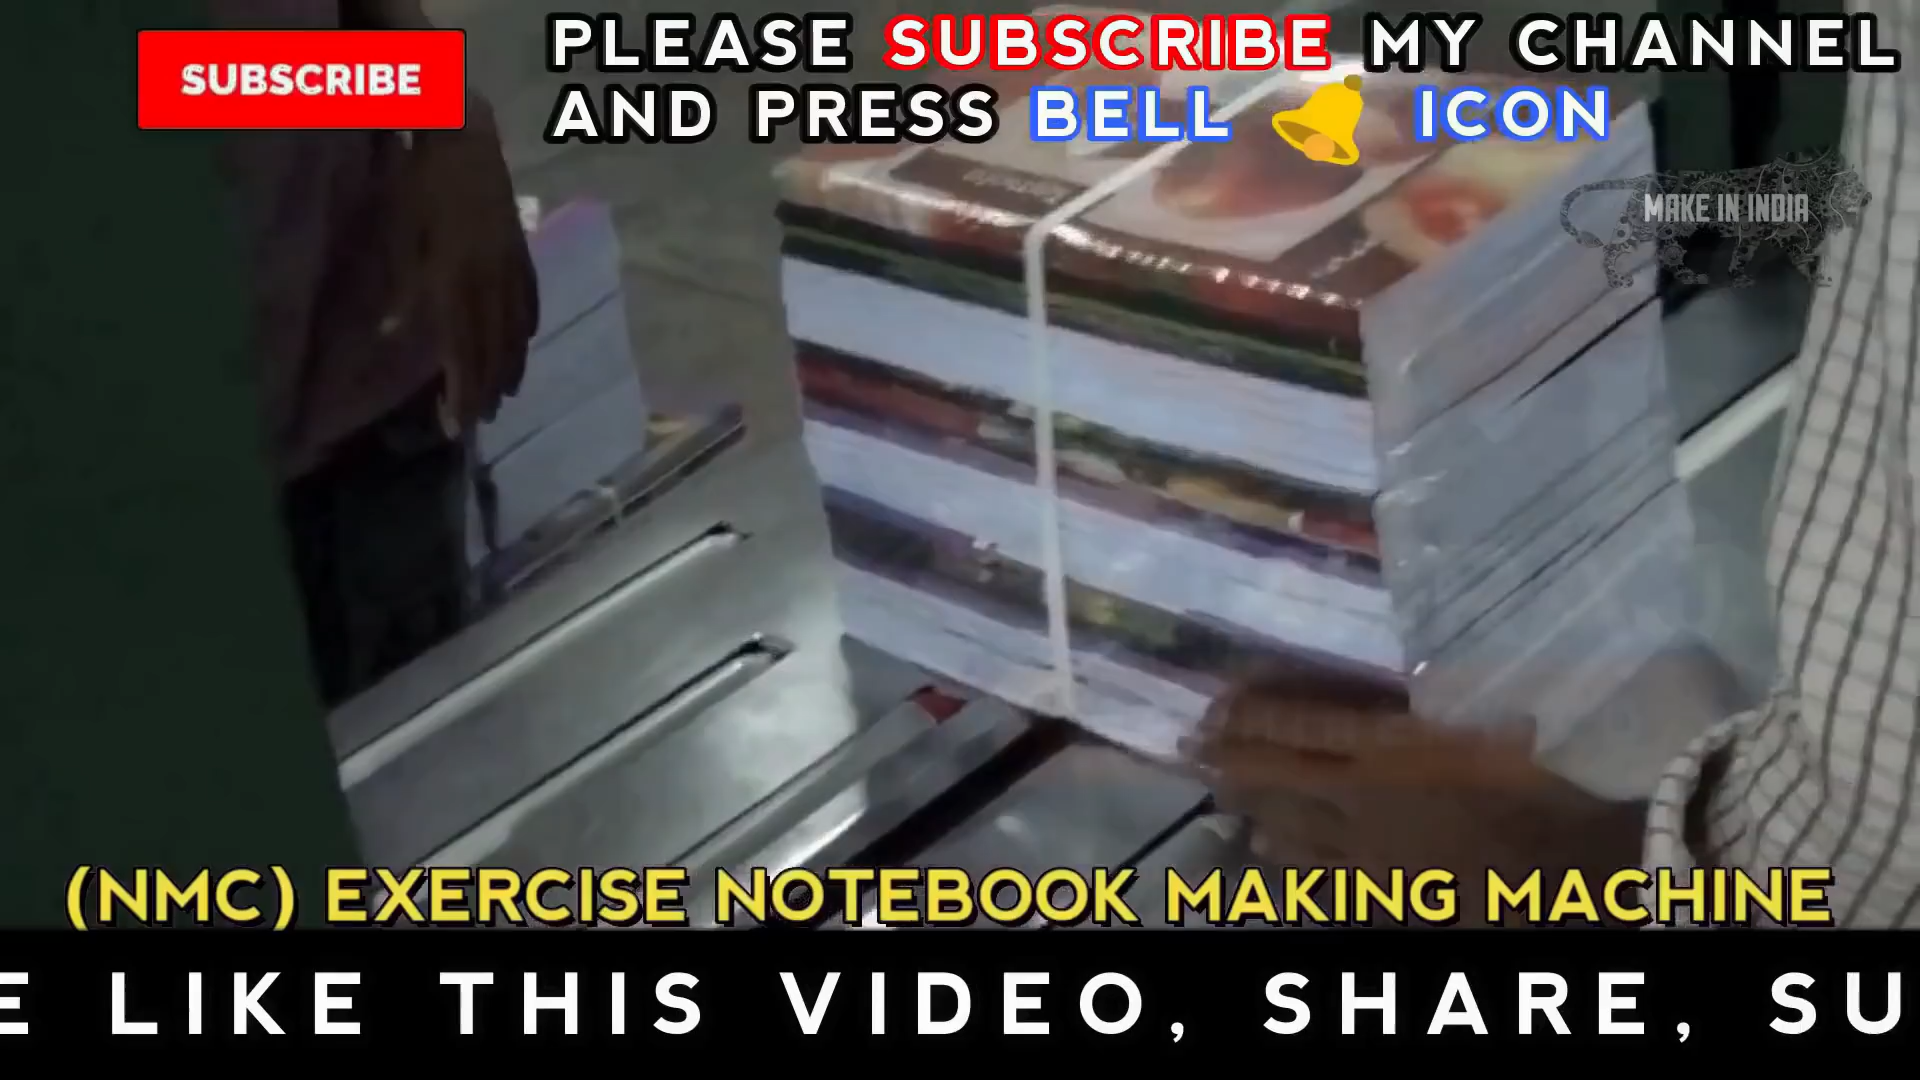 SUBSCRIBE
PLEASE SUBSCRIBE MY CHANNEL
AND PRESS BELL ICON
MAKE IN INDIA
(NMC) EXERCISE NOTEBOOK MAKING MACHINE
E LIKE THIS VIDEO, SHARE, SU